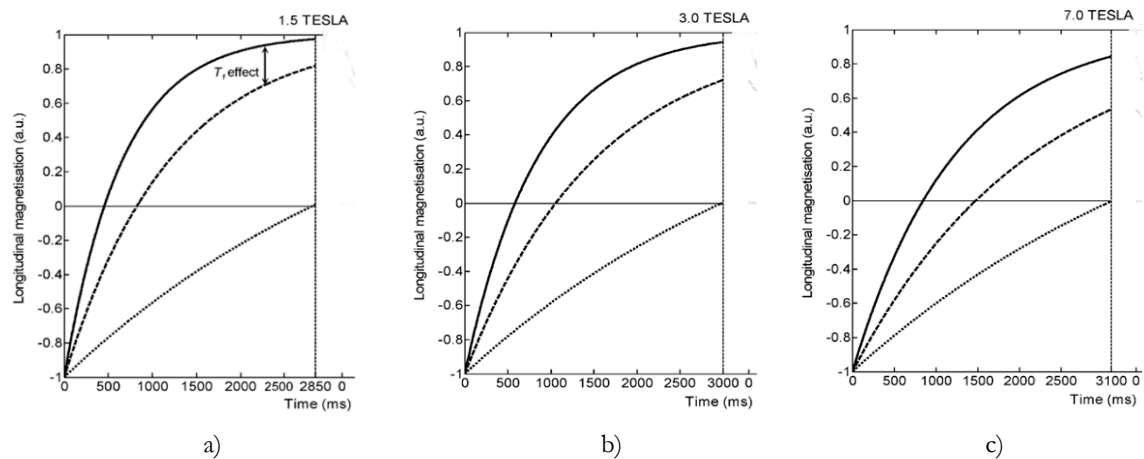 1.5 TESLA
1
0.8
0.6
0.4
0.2
0
-0.2
-0.4
-0.6
-0.8
-1
Longitudinal magnetisation (a.u.)
T₁ effect
0 500 1000 1500 2000 2500 2850 0
Time (ms)
a)
3.0 TESLA
1
0.8
0.6
0.4
0.2
0
-0.2
-0.4
-0.6
-0.8
-1
Longitudinal magnetisation (a.u.)
0 500 1000 1500 2000 2500 3000 0
Time (ms)
b)
7.0 TESLA
1
0.8
0.6
0.4
0.2
0
-0.2
-0.4
-0.6
-0.8
-1
Longitudinal magnetisation (a.u.)
0 500 1000 1500 2000 2500 3100 0
Time (ms)
c)